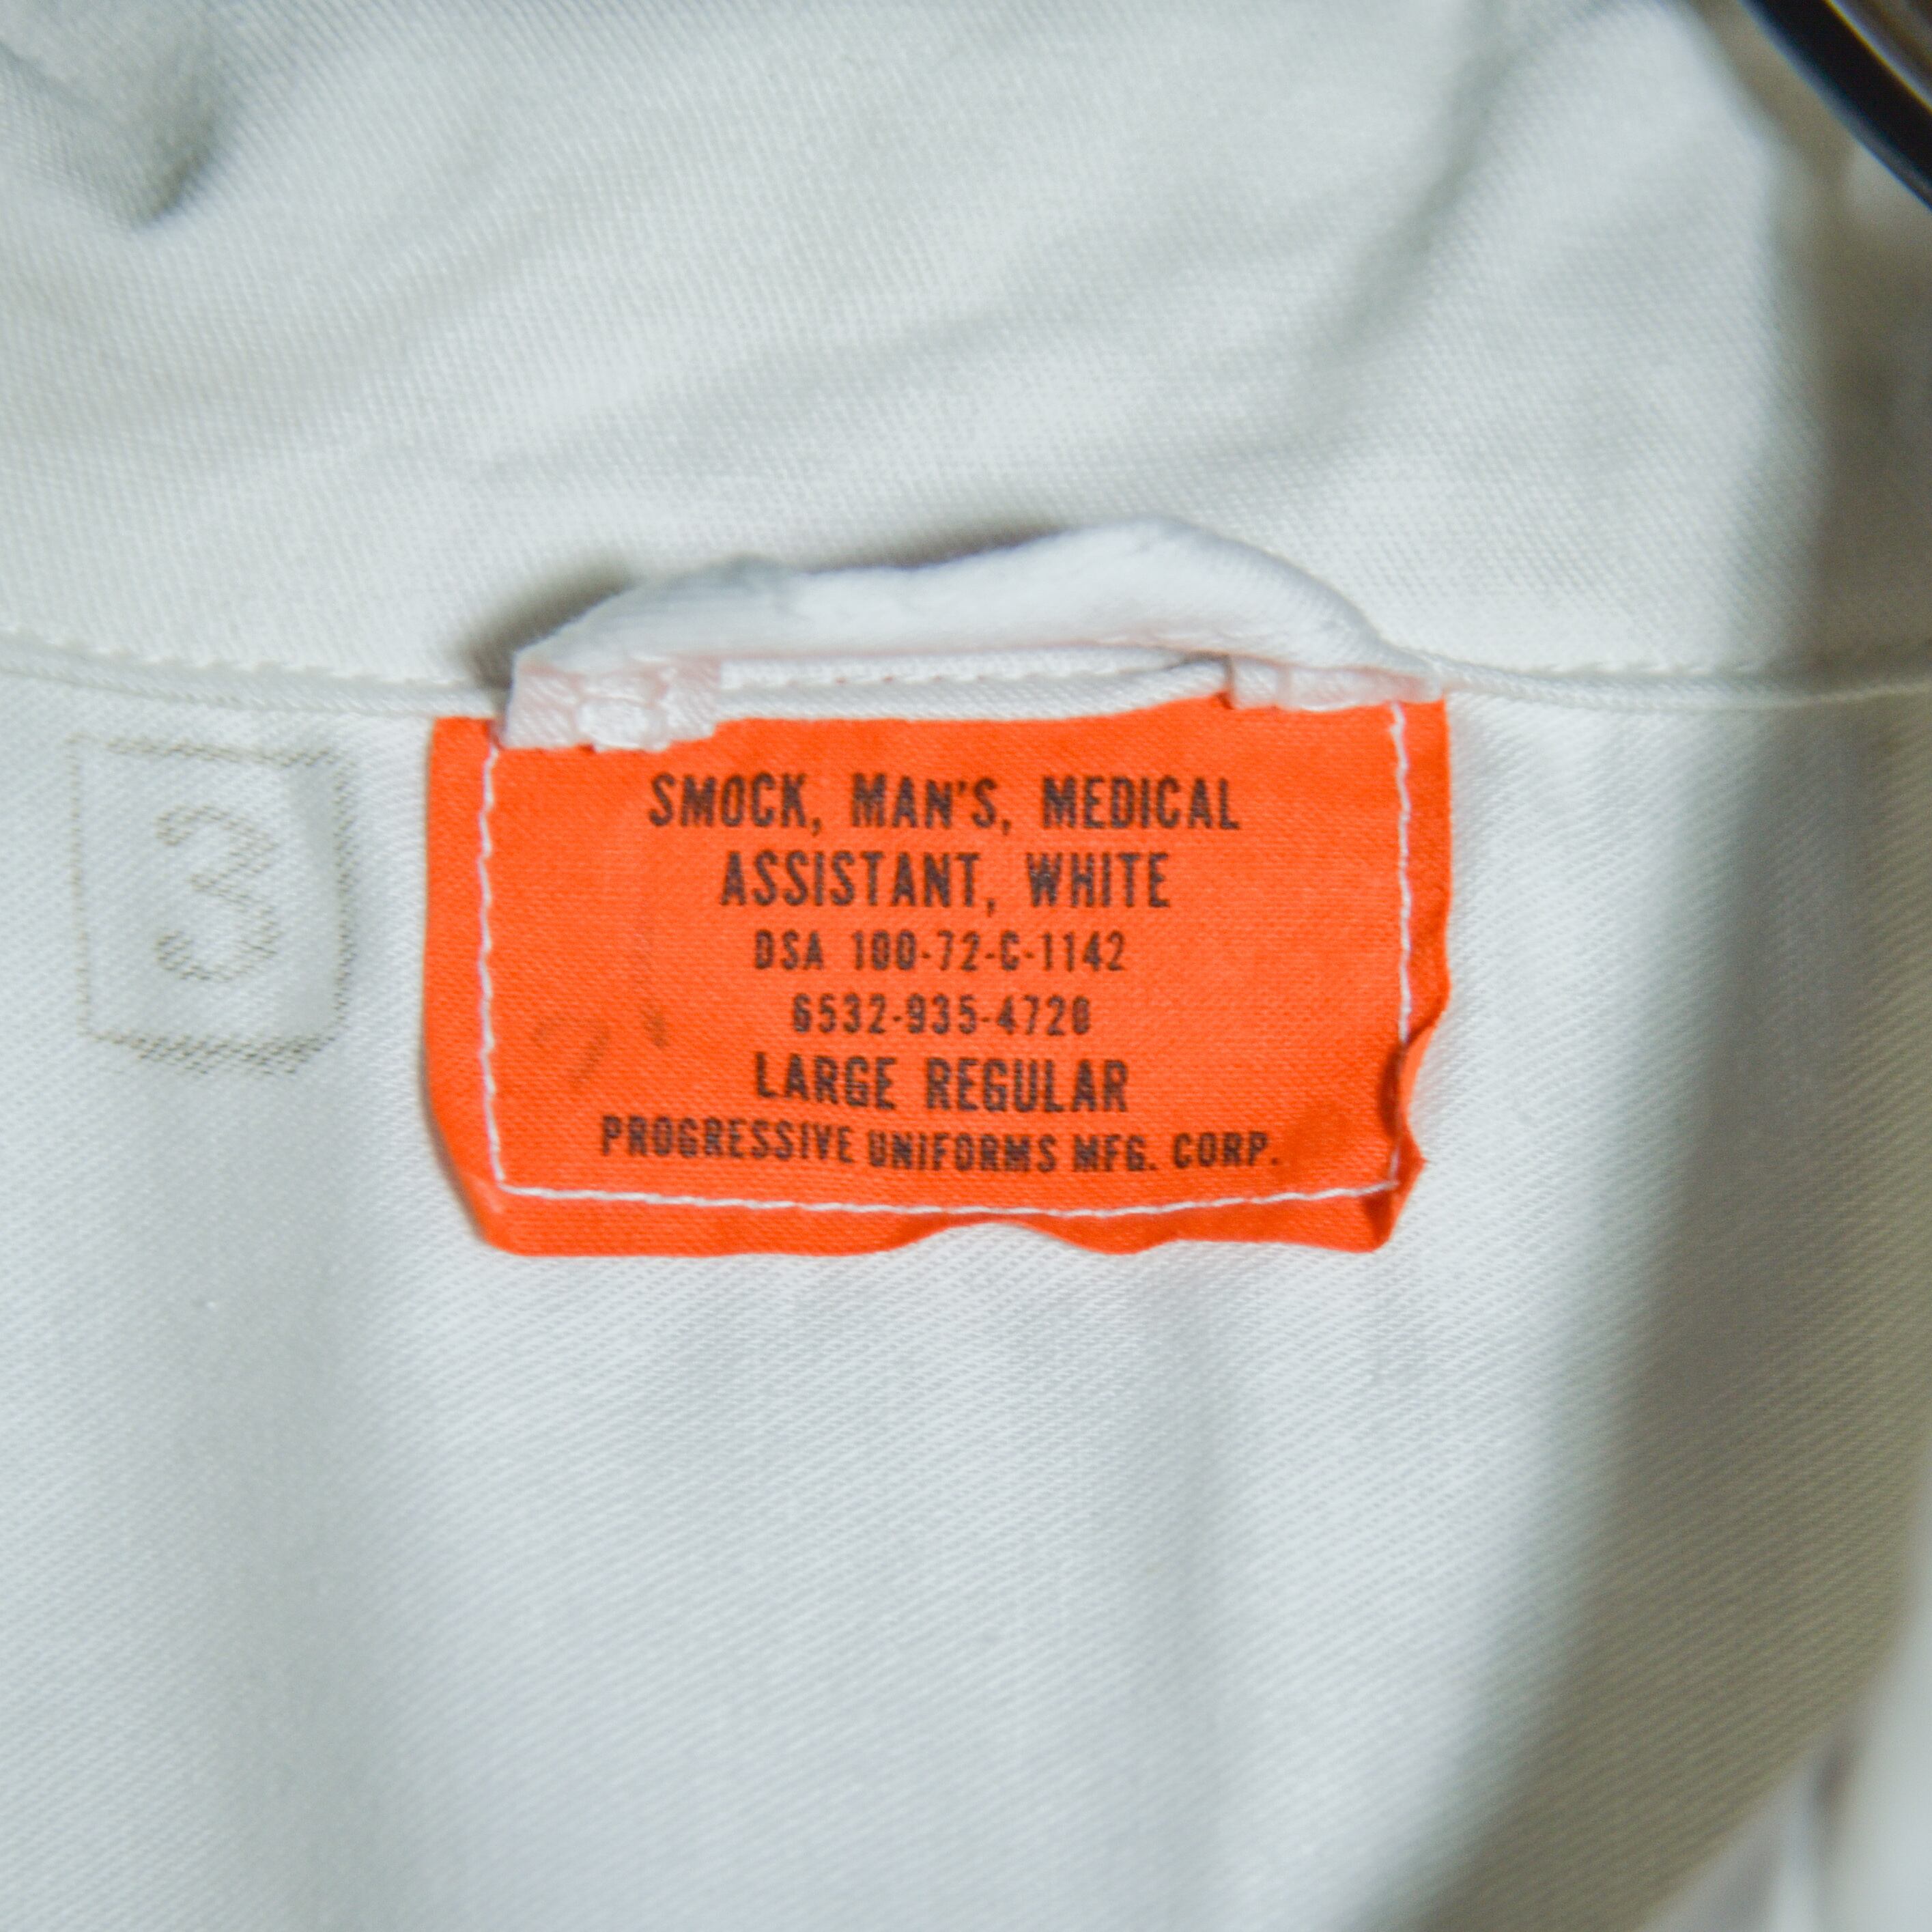 3
SMOCK, MAN'S, MEDICAL
ASSISTANT, WHITE
DSA 100-72-C-1142
6532-935-4720
LARGE REGULAR
PROGRESSIVE UNIFORMS MFG. CORP.